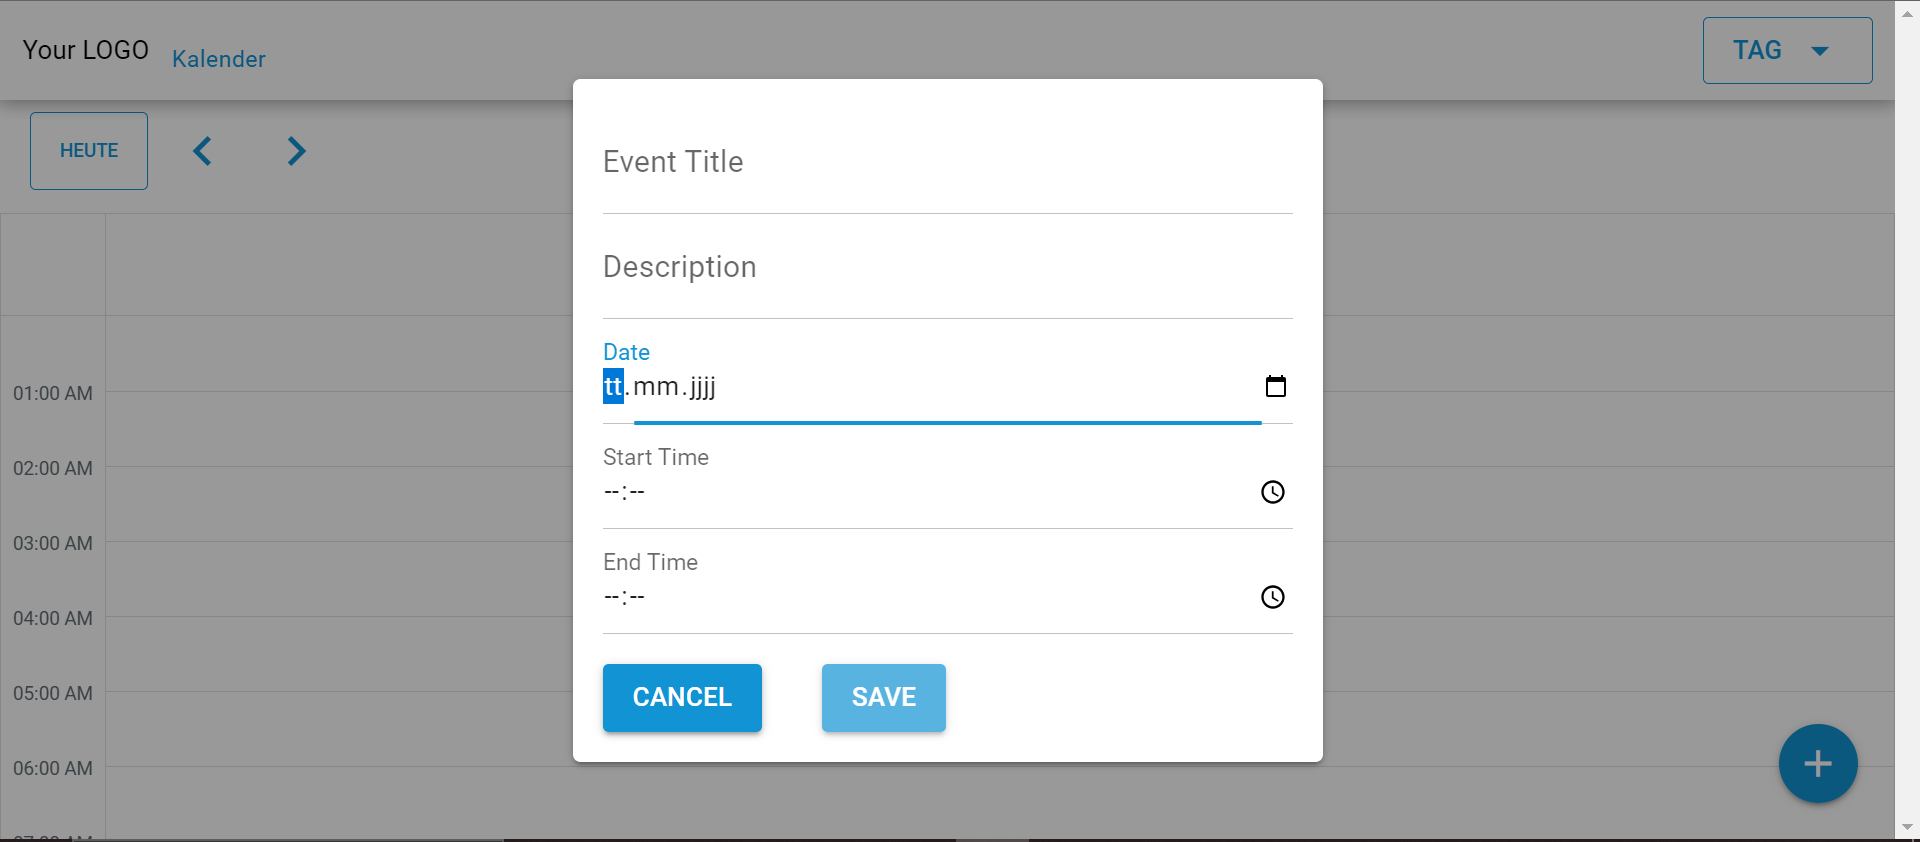 Your LOGO
Kalender
TAG
HEUTE
Event Title
Description
Date
tt.mm.jjjj
Start Time
--:--
End Time
--:--
CANCEL
SAVE
01:00 AM
02:00 AM
03:00 AM
04:00 AM
05:00 AM
06:00 AM